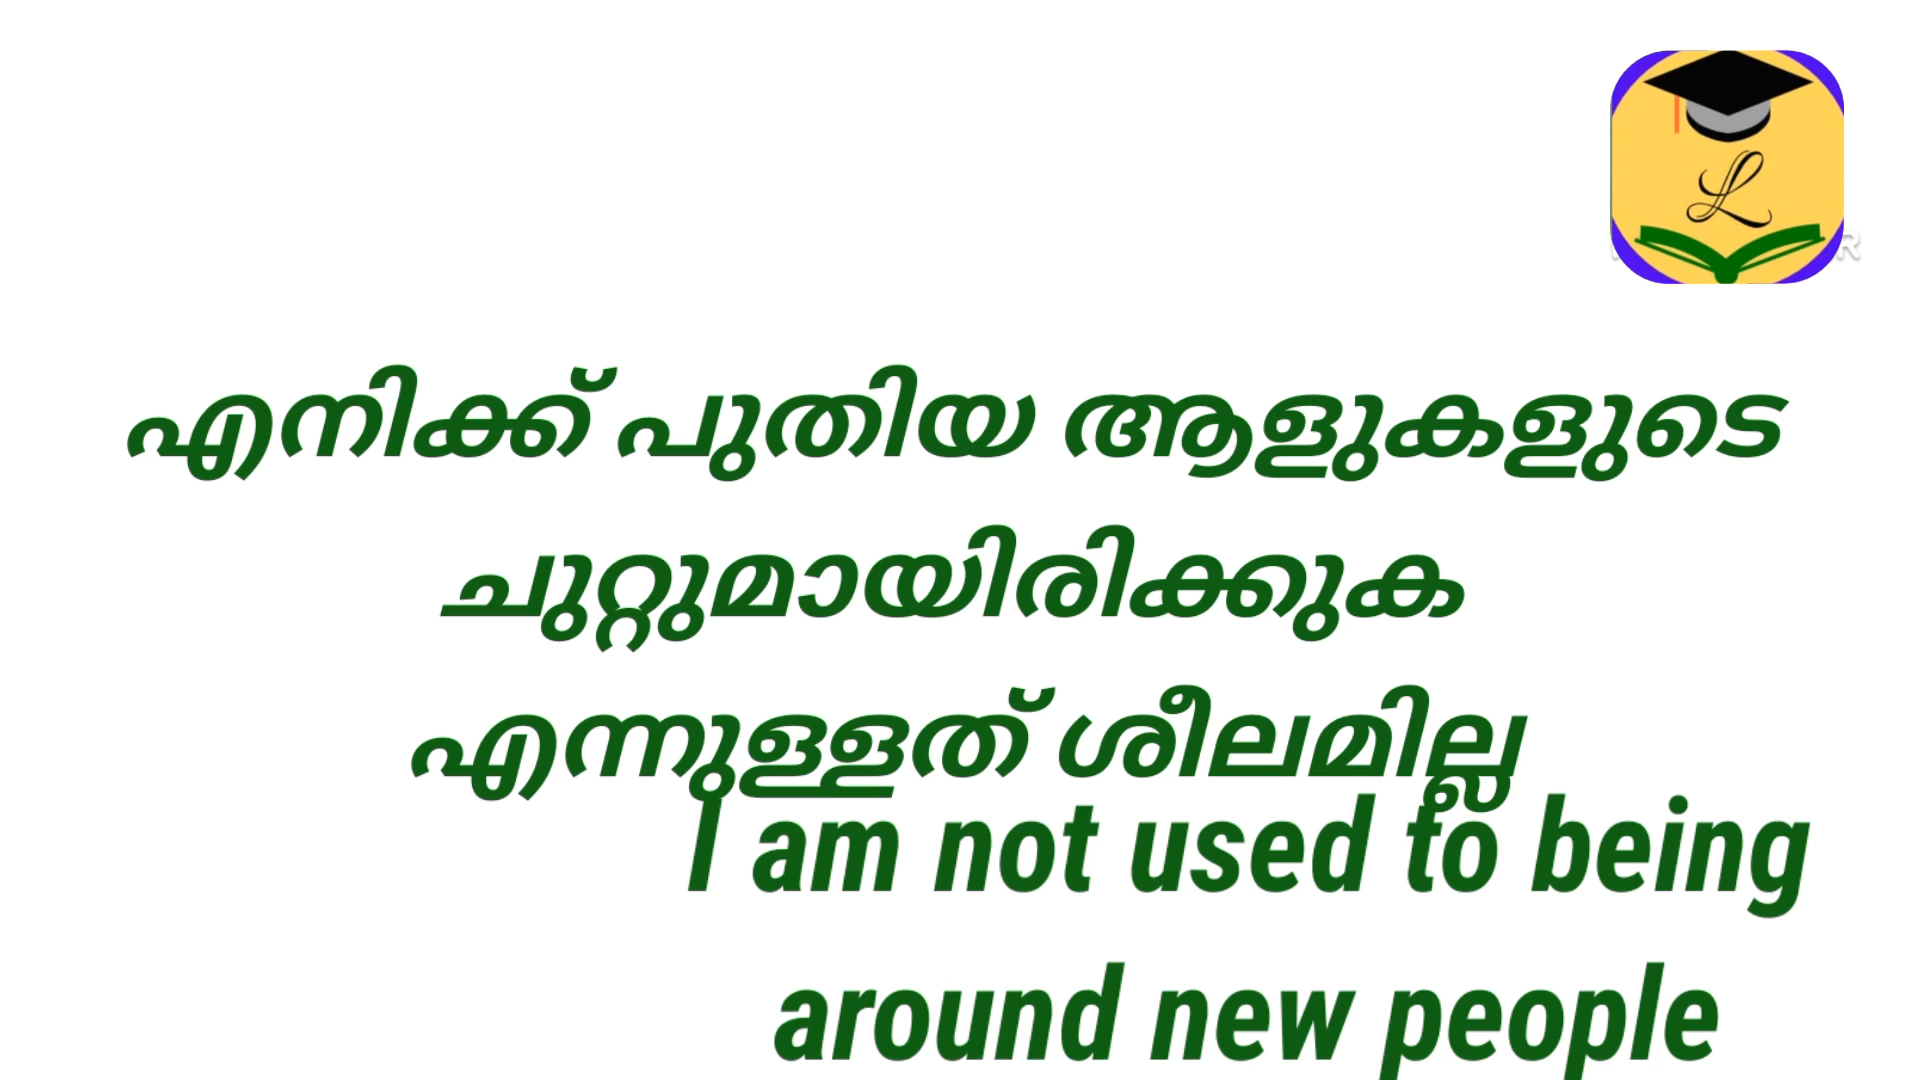 എനിക്ക് പുതിയ ആളുകളുടെ
ചുറ്റുമായിരിക്കുക
എന്നുള്ളത് ശീലമില്ല
I am not used to being
around new people
L